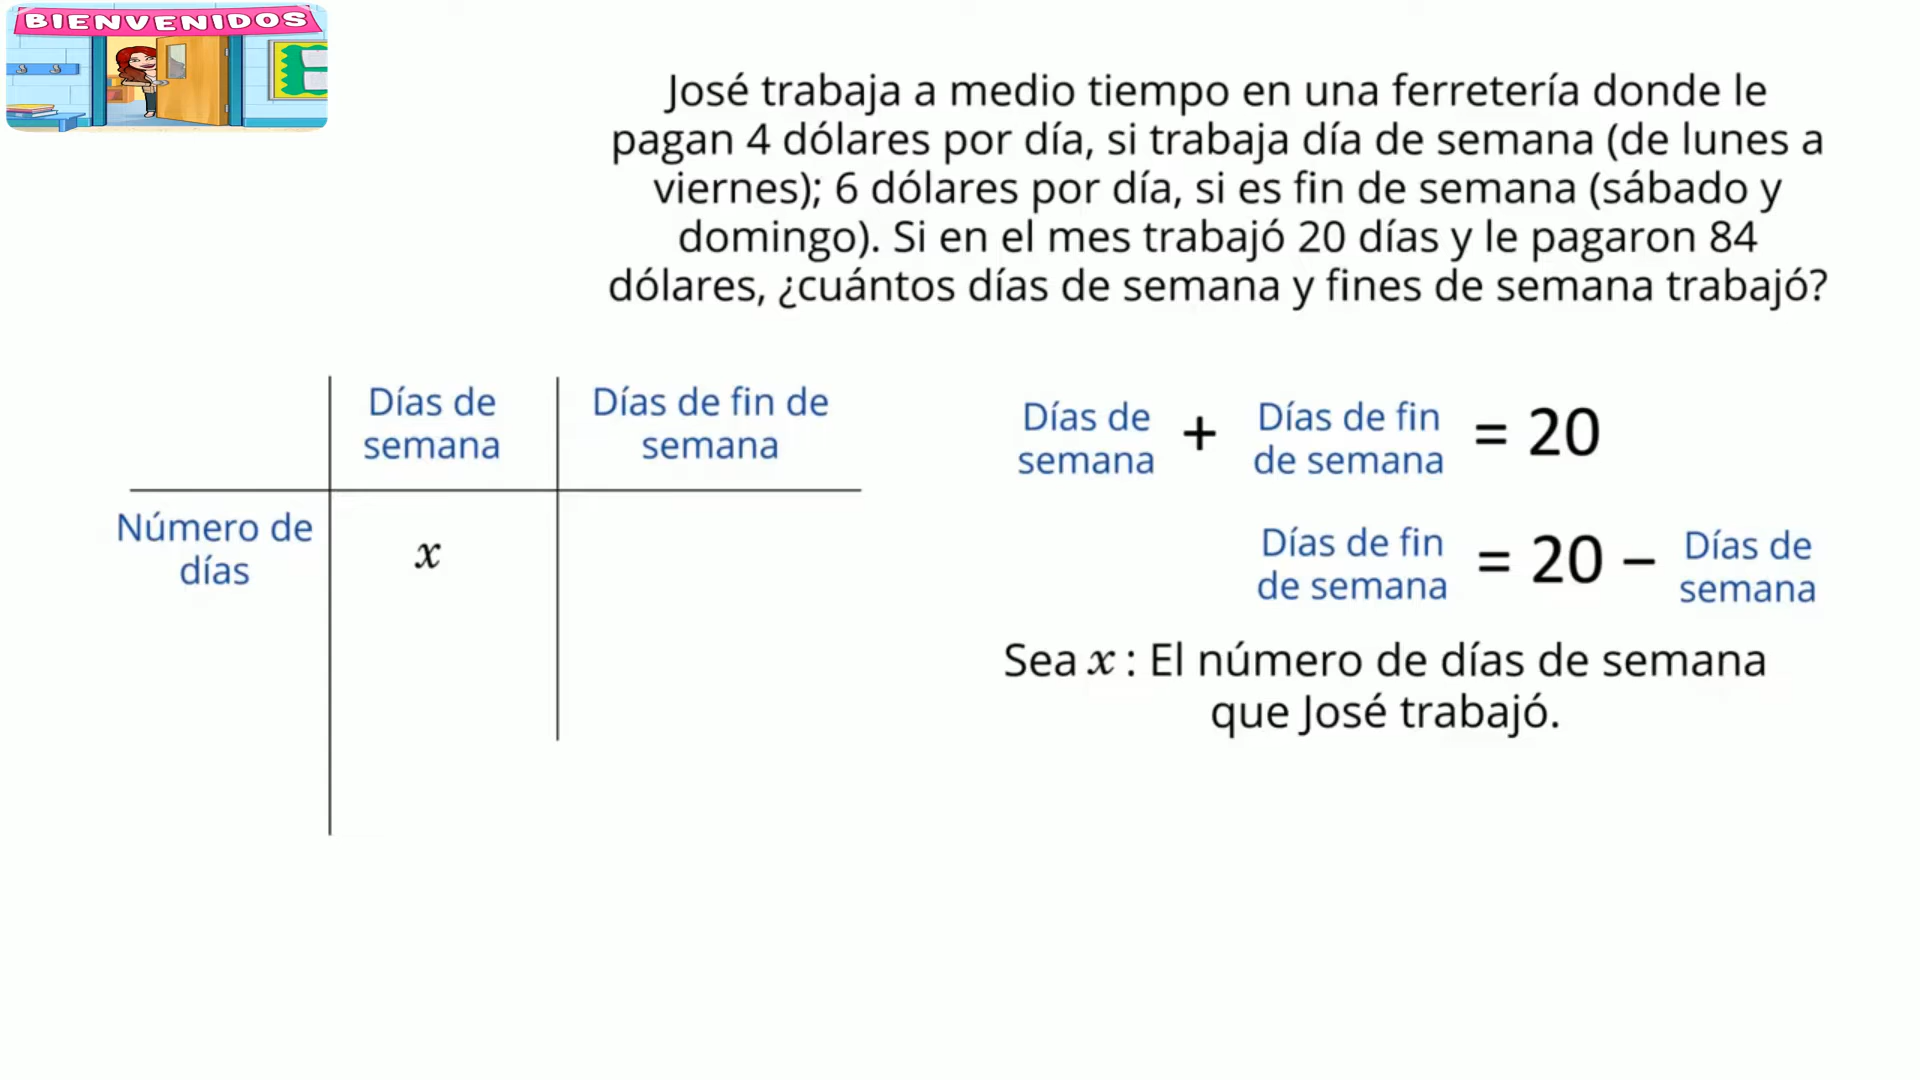 BIENVENIDOS
José trabaja a medio tiempo en una ferretería donde le
pagan 4 dólares por día, si trabaja día de semana (de lunes a
viernes); 6 dólares por día, si es fin de semana (sábado y
domingo). Si en el mes trabajó 20 días y le pagaron 84
dólares, ¿cuántos días de semana y fines de semana trabajó?
Días de
semana
Días de fin de
semana
Número de
días
x
Días de
semana
+
Días de fin
de semana
= 20
Días de fin
de semana
= 20 −
Días de
semana
Sea x : El número de días de semana
que José trabajó.